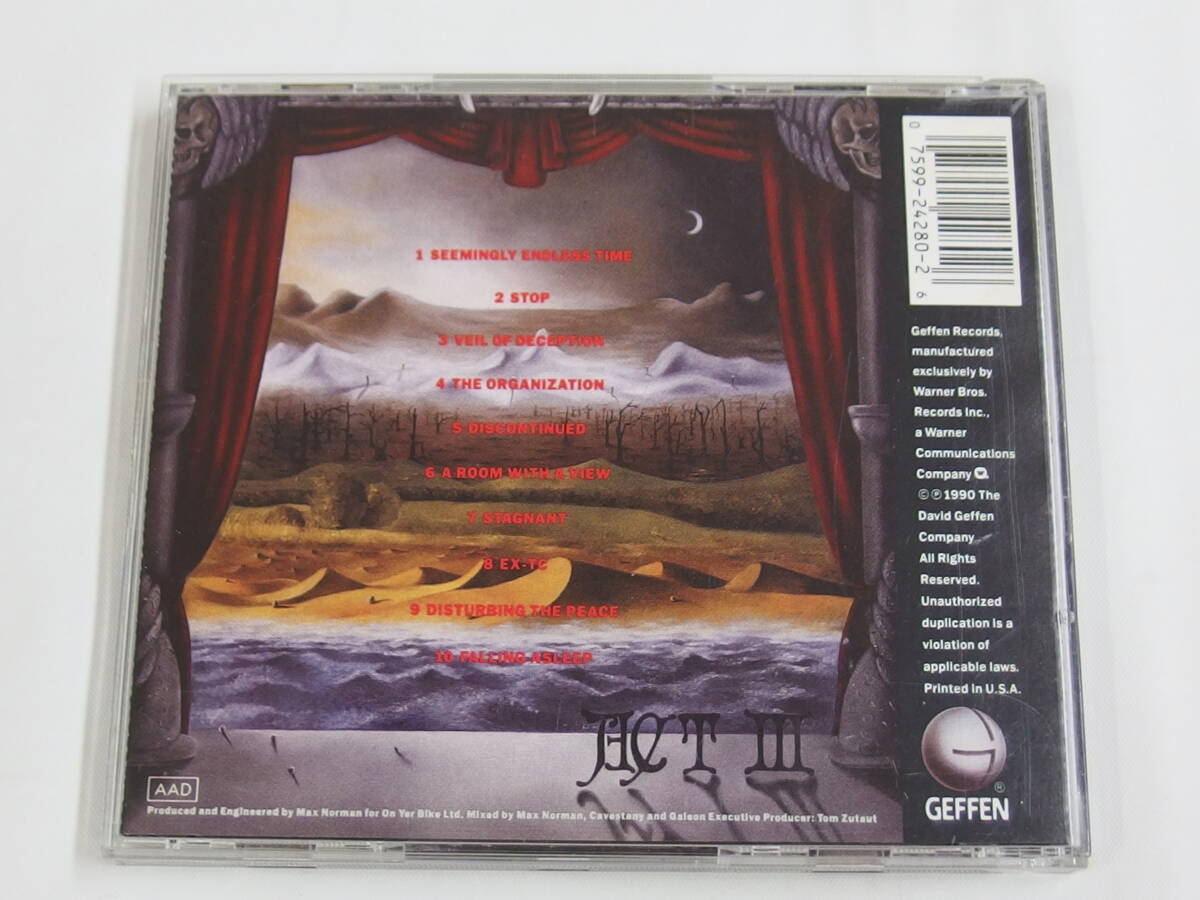 1 SEEMINGLY ENDLESS TIME
2 STOP
3 VEIL OF DECEPTION
4 THE ORGANIZATION
5 DISCONTINUED
6 A ROOM WITH A VIEW
7 STAGNANT
8 EX-TC
9 DISTURBING THE PEACE
10 FALLING ASLEEP
ACT III
AAD
Produced and Engineered by Max Norman for On Yer Bike Ltd. Mixed by Max Norman, Cavestany and Galeon Executive Producer: Tom Zutaut
0 7599-24280-2 6
Geffen Records,
manufactured
exclusively by
Warner Bros.
Records Inc.,
a Warner
Communications
Company
© ℗ 1990 The
David Geffen
Company
All Rights
Reserved.
Unauthorized
duplication is a
violation of
applicable laws.
Printed in U.S.A.
®
GEFFEN